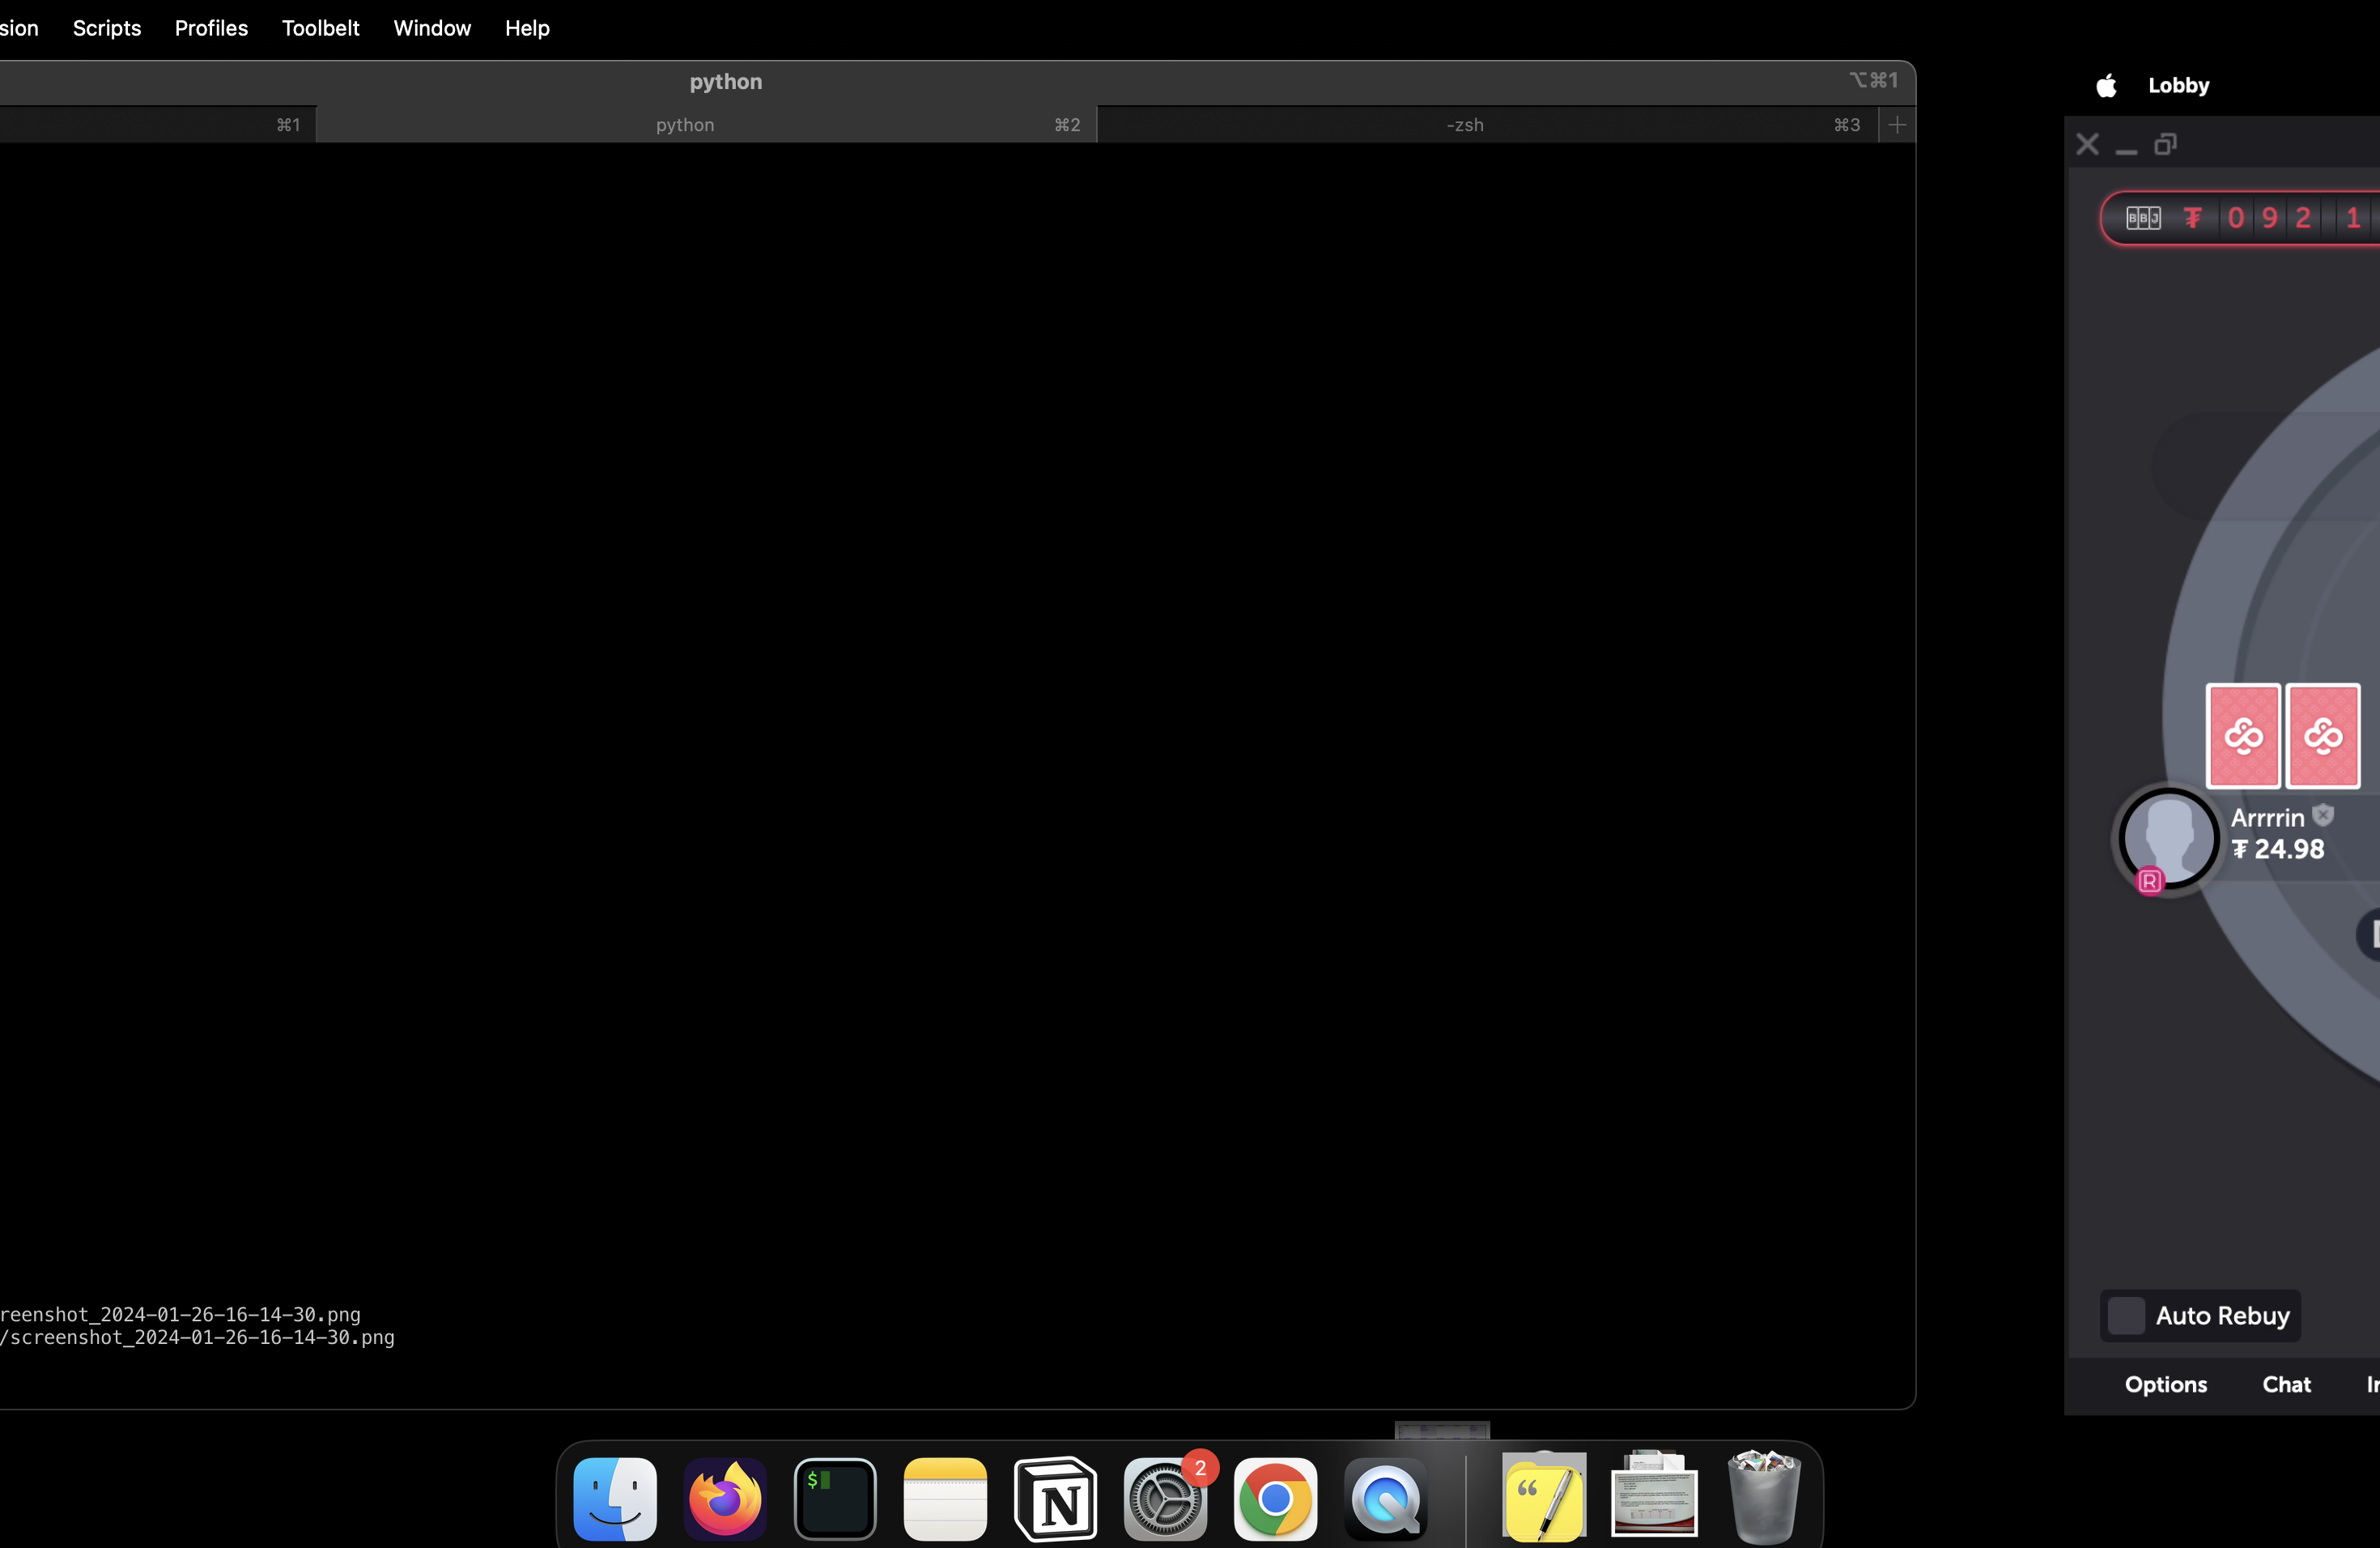 sion Scripts Profiles Toolbelt Window Help
python ⌥⌘1
⌘1 python ⌘2 -zsh ⌘3
Lobby
BBJ ₮ 0 9 2 1
Arrrrin
₮ 24.98
R
reenshot_2024-01-26-16-14-30.png
/screenshot_2024-01-26-16-14-30.png
Auto Rebuy
Options Chat
$
N
2